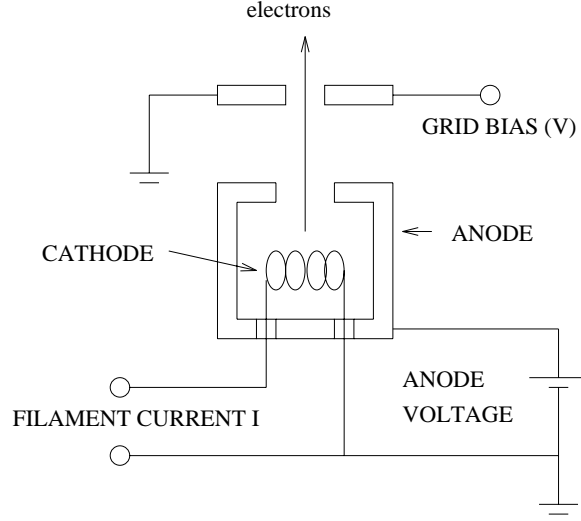 electrons
GRID BIAS (V)
ANODE
CATHODE
ANODE
VOLTAGE
FILAMENT CURRENT I